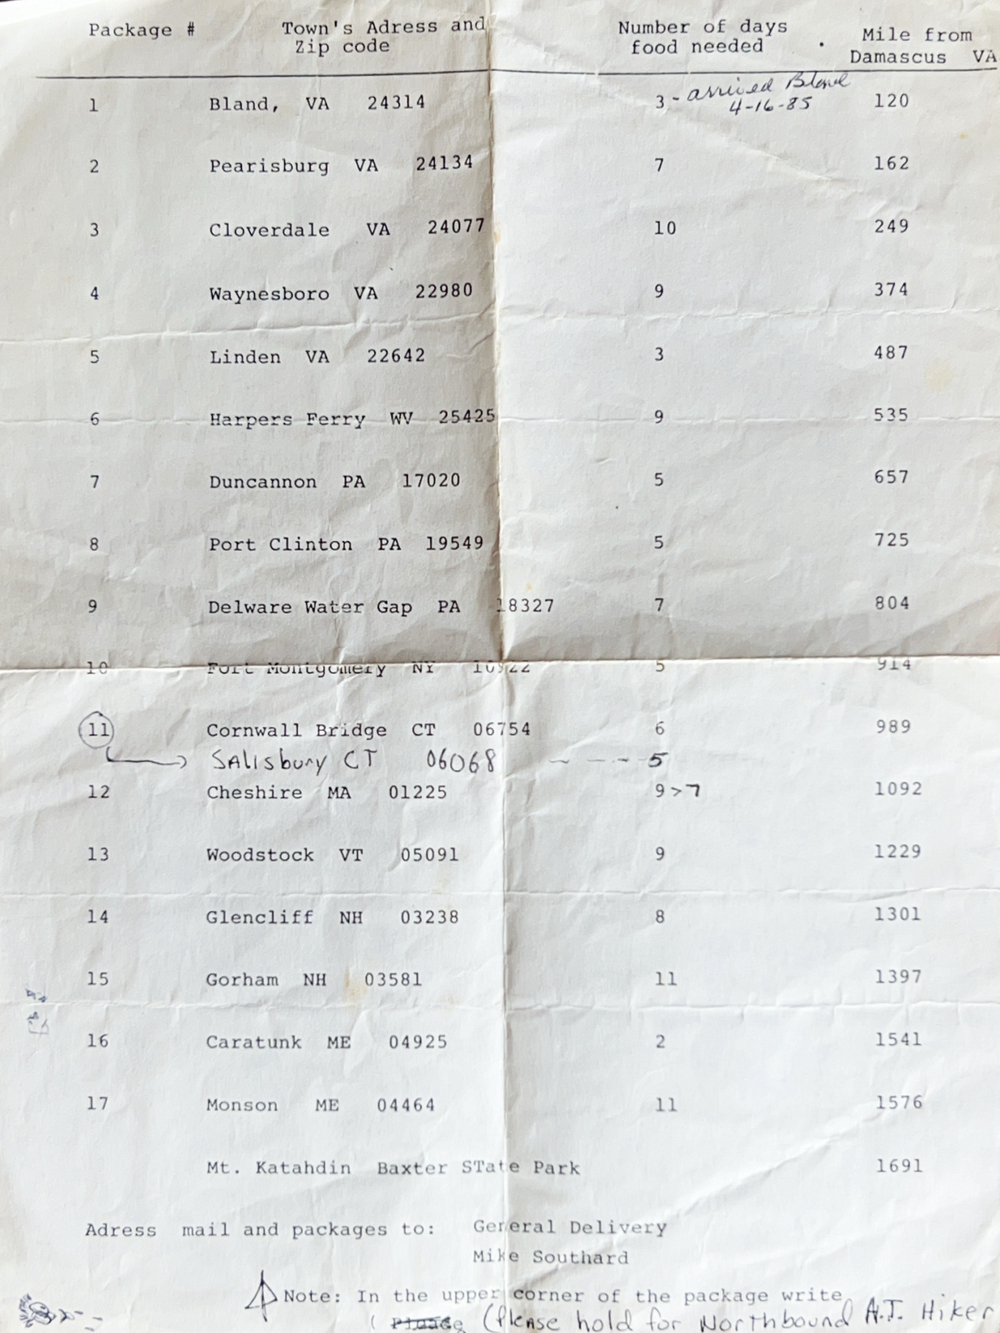 Package # Town's Adress and Number of days Mile from
Zip code food needed . Damascus VA
1 Bland, VA 24314 3 - arrived Bland 120
4-16-85
2 Pearisburg VA 24134 7 162
3 Cloverdale VA 24077 10 249
4 Waynesboro VA 22980 9 374
5 Linden VA 22642 3 487
6 Harpers Ferry WV 25425 9 535
7 Duncannon PA 17020 5 657
8 Port Clinton PA 19549 5 725
9 Delware Water Gap PA 18327 7 804
10 Fort Montgomery NY 10922 5 914
11 Cornwall Bridge CT 06754 6 989
SAlisbury CT 06068 - - - - 5
12 Cheshire MA 01225 9>7 1092
13 Woodstock VT 05091 9 1229
14 Glencliff NH 03238 8 1301
15 Gorham NH 03581 11 1397
16 Caratunk ME 04925 2 1541
17 Monson ME 04464 11 1576
Mt. Katahdin Baxter STate Park 1691
Adress mail and packages to: General Delivery
Mike Southard
Note: In the upper corner of the package write
(Please hold for Northbound A.T. Hiker